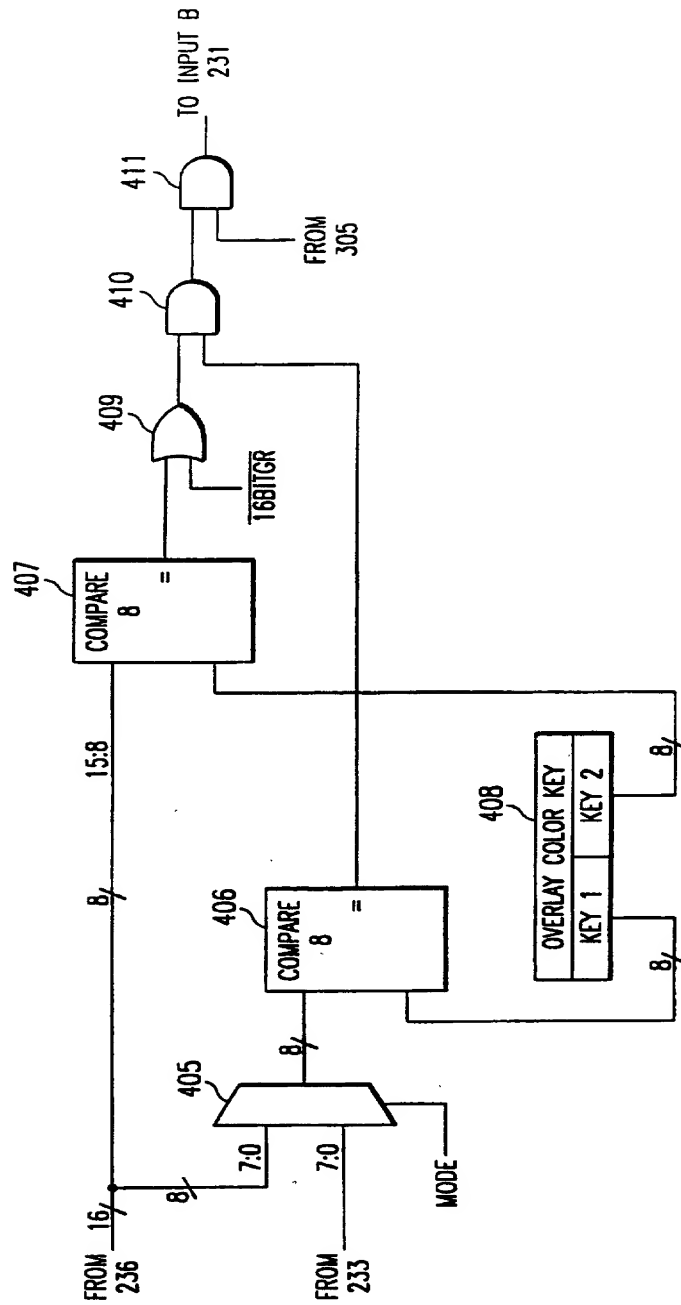 FROM
236
16
8
15:8
8
7:0
7:0
FROM
233
MODE
405
8
406
COMPARE
8
=
407
COMPARE
8
=
408
OVERLAY COLOR KEY
KEY 1
KEY 2
8
8
409
16BITGR
410
411
FROM
305
TO INPUT B
231